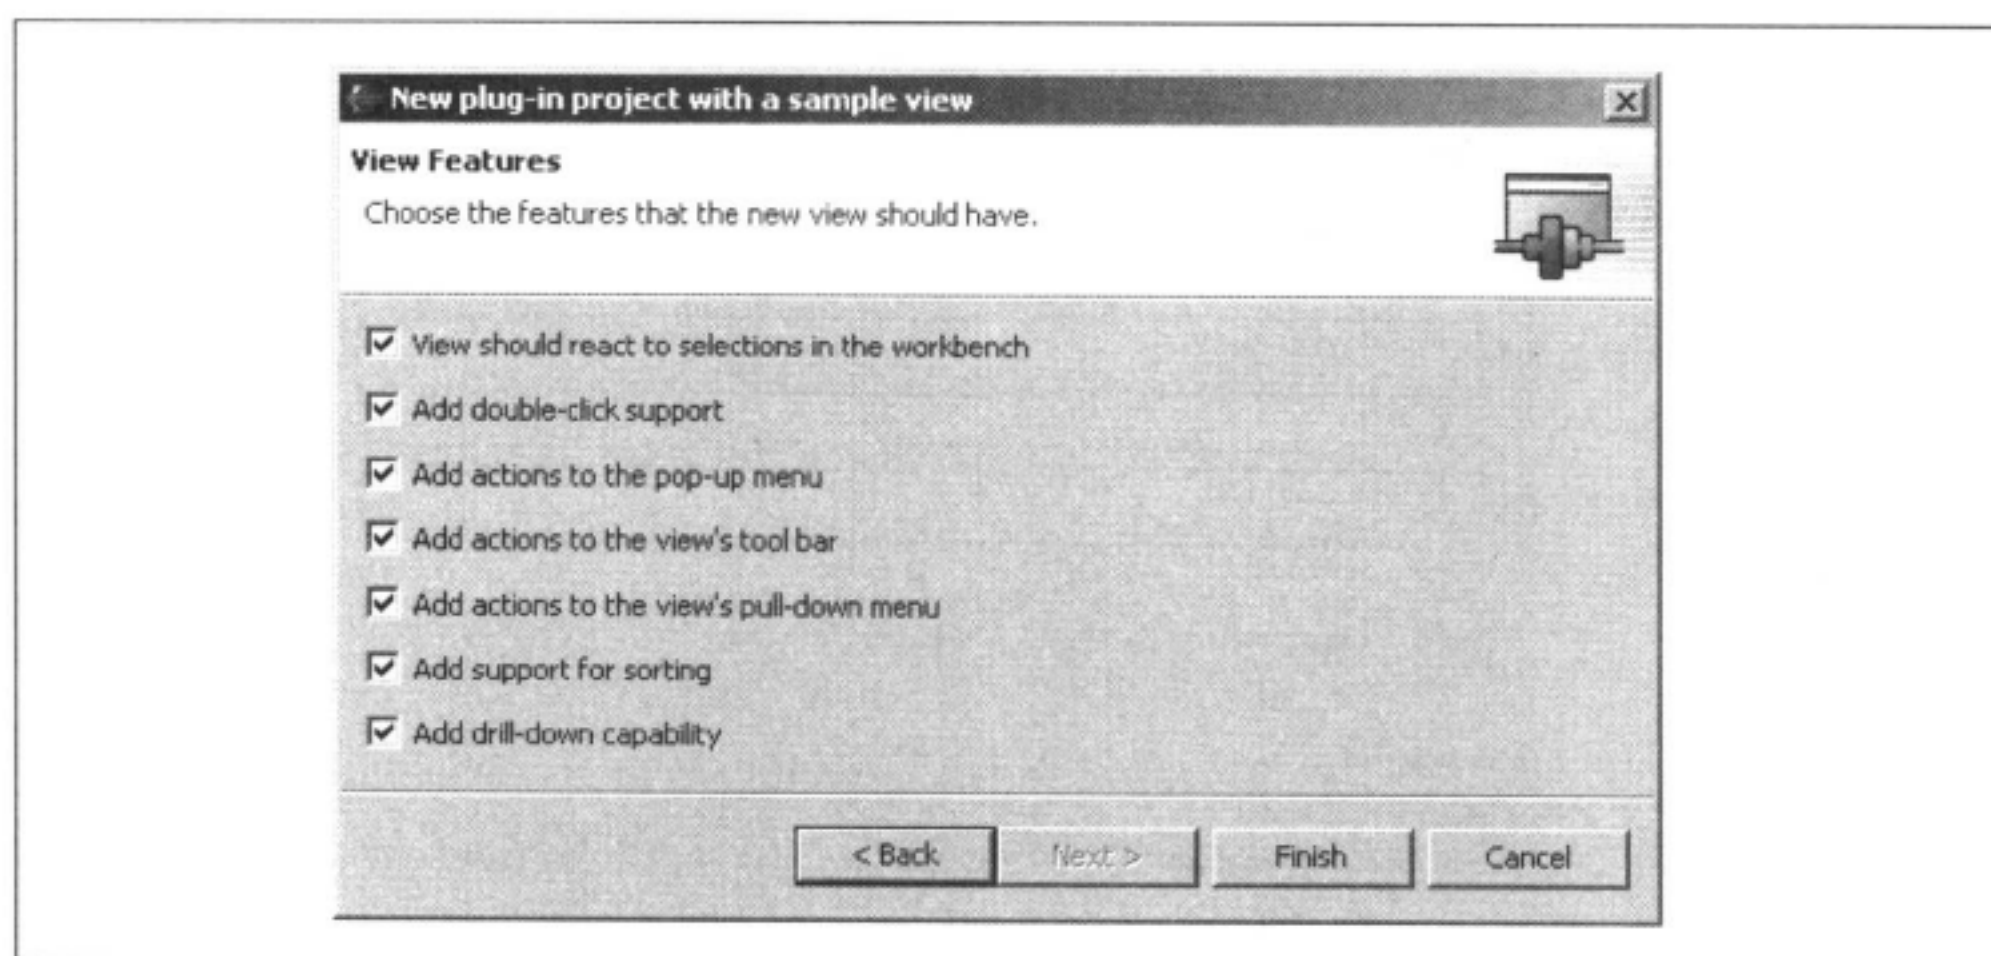 New plug-in project with a sample view
View Features
Choose the features that the new view should have.
View should react to selections in the workbench
Add double-click support
Add actions to the pop-up menu
Add actions to the view's tool bar
Add actions to the view's pull-down menu
Add support for sorting
Add drill-down capability
< Back Next > Finish Cancel